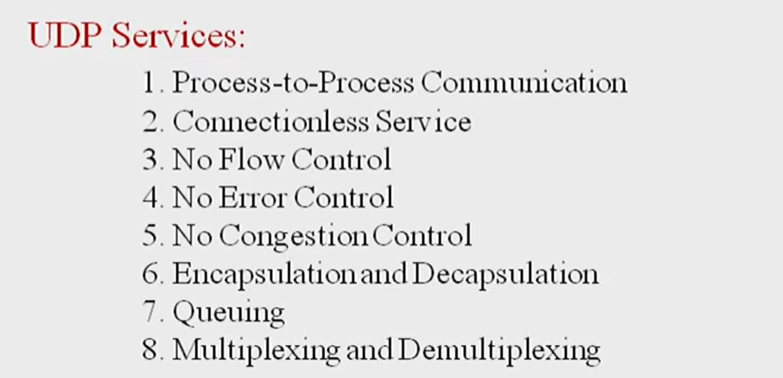 UDP Services:
1. Process-to-Process Communication
2. Connectionless Service
3. No Flow Control
4. No Error Control
5. No Congestion Control
6. Encapsulation and Decapsulation
7. Queuing
8. Multiplexing and Demultiplexing